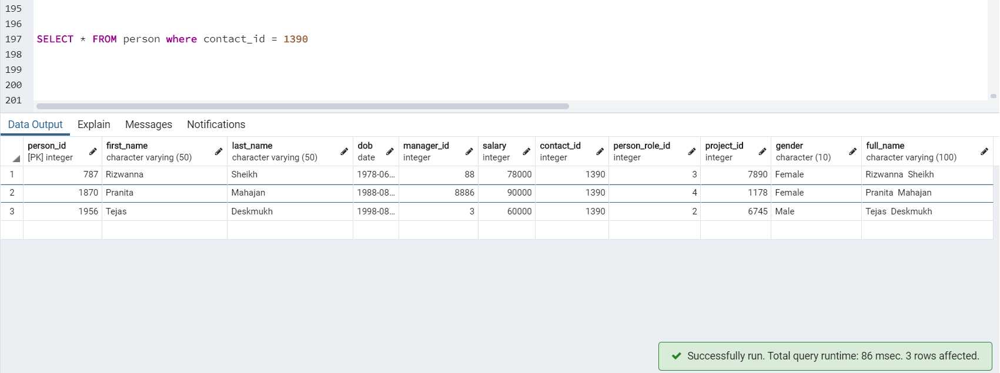 195
196
197 SELECT * FROM person where contact_id = 1390
198
199
200
201
Data Output Explain Messages Notifications
person_id first_name last_name dob manager_id salary contact_id person_role_id project_id gender full_name
[PK] integer character varying (50) character varying (50) date integer integer integer integer integer character (10) character varying (100)
1 787 Rizwanna Sheikh 1978-06... 88 78000 1390 3 7890 Female Rizwanna Sheikh
2 1870 Pranita Mahajan 1988-08... 8886 90000 1390 4 1178 Female Pranita Mahajan
3 1956 Tejas Deskmukh 1998-08... 3 60000 1390 2 6745 Male Tejas Deskmukh
Successfully run. Total query runtime: 86 msec. 3 rows affected.